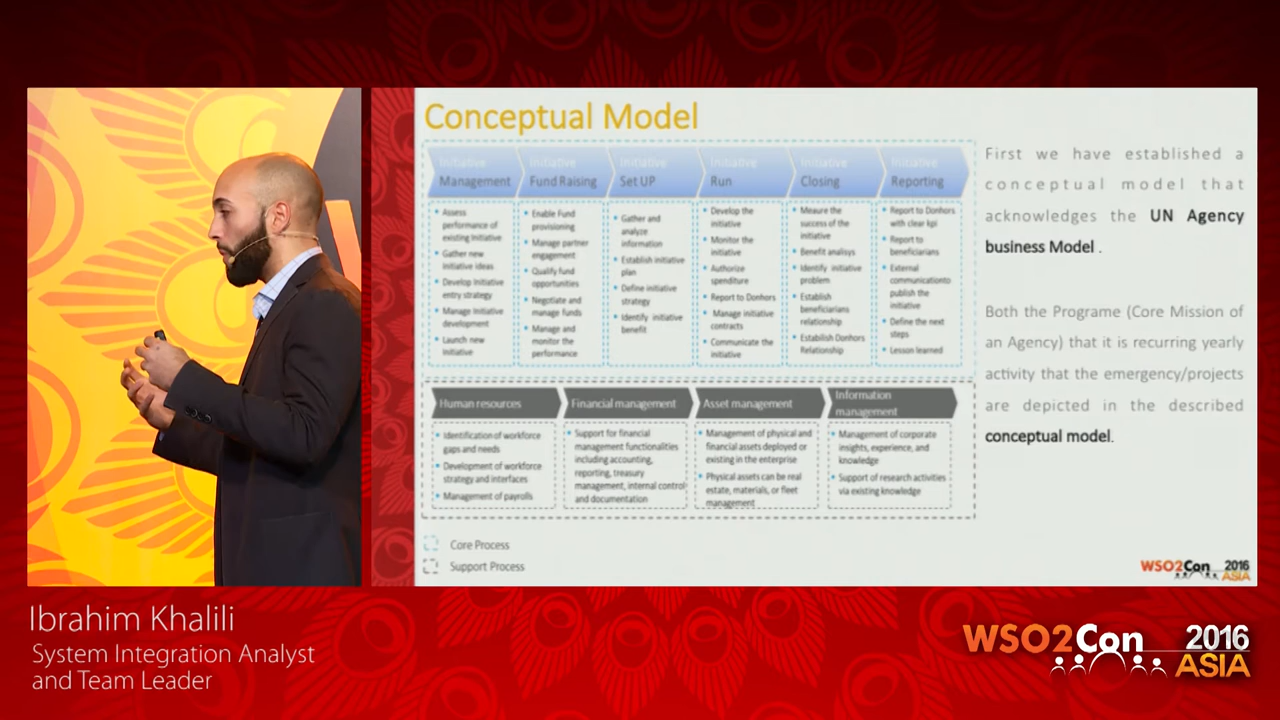 Conceptual Model
Initiative
Management
Initiative
Fund Raising
Initiative
Set UP
Initiative
Run
Initiative
Closing
Initiative
Reporting
Assess
performance of
existing Initiative
Gather new
initiative ideas
Develop Initiative
entry strategy
Manage Initiative
development
Launch new
Initiative
Enable Fund
provisioning
Manage partner
engagement
Qualify fund
opportunities
Negotiate and
manage funds
Manage and
monitor the
performance
Gather and
analyze
information
Establish initiative
plan
Define initiative
strategy
Identify initiative
benefit
Develop the
initiative
Monitor the
initiative
Authorize
spenditure
Report to Donhors
Manage initiative
contracts
Communicate the
initiative
Meaure the
success of the
initiative
Benefit analisys
Identify initiative
problem
Establish
beneficiarians
relationship
Estabilish Donhors
Relationship
Report to Donhors
with clear kpi
Report to
beneficiarians
External
communicationto
publish the
initiative
Define the next
steps
Lesson learned
Human resources
Financial management
Asset management
Information
management
Identification of workforce
gaps and needs
Development of workforce
strategy and interfaces
Management of payrolls
Support for financial
management functionalities
including accounting,
reporting, treasury
management, internal control
and documentation
Management of physical and
financial assets deployed or
existing in the enterprise
Physical assets can be real
estate, materials, or fleet
management
Management of corporate
insights, experience, and
knowledge
Support of research activities
via existing knowledge
Core Process
Support Process
First we have established a
conceptual model that
acknowledges the UN Agency
business Model .
Both the Programe (Core Mission of
an Agency) that it is recurring yearly
activity that the emergency/projects
are depicted in the described
conceptual model.
WSO2Con 2016
ASIA
Ibrahim Khalili
System Integration Analyst
and Team Leader
WSO2Con 2016
ASIA